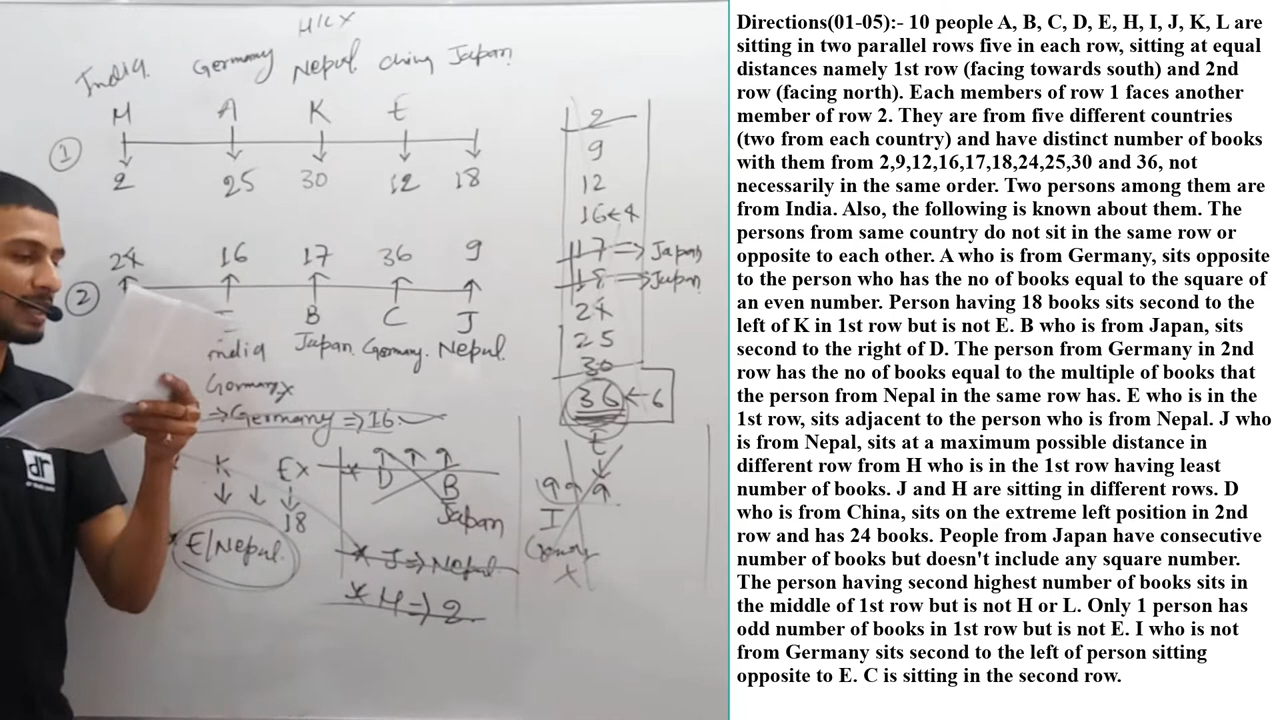 H/L X
India Germany Nepal China Japan
H A K E
1
2 25 30 12 18
24 16 17 36 9
2
I B C J
India Japan Germany. Nepal
Germany X
⇒ Germany ⇒ 16
K E X
18
E/Nepal
* D B
Japan
* J ⇒ Nepal
* H ⇒ 2
2
9
12
16 ← 4
17 ⇒ Japan
18 ⇒ Japan
24
25
30
36 ← 6
E
I
Germany
X
dr
Directions(01-05):- 10 people A, B, C, D, E, H, I, J, K, L are
sitting in two parallel rows five in each row, sitting at equal
distances namely 1st row (facing towards south) and 2nd
row (facing north). Each members of row 1 faces another
member of row 2. They are from five different countries
(two from each country) and have distinct number of books
with them from 2,9,12,16,17,18,24,25,30 and 36, not
necessarily in the same order. Two persons among them are
from India. Also, the following is known about them. The
persons from same country do not sit in the same row or
opposite to each other. A who is from Germany, sits opposite
to the person who has the no of books equal to the square of
an even number. Person having 18 books sits second to the
left of K in 1st row but is not E. B who is from Japan, sits
second to the right of D. The person from Germany in 2nd
row has the no of books equal to the multiple of books that
the person from Nepal in the same row has. E who is in the
1st row, sits adjacent to the person who is from Nepal. J who
is from Nepal, sits at a maximum possible distance in
different row from H who is in the 1st row having least
number of books. J and H are sitting in different rows. D
who is from China, sits on the extreme left position in 2nd
row and has 24 books. People from Japan have consecutive
number of books but doesn't include any square number.
The person having second highest number of books sits in
the middle of 1st row but is not H or L. Only 1 person has
odd number of books in 1st row but is not E. I who is not
from Germany sits second to the left of person sitting
opposite to E. C is sitting in the second row.